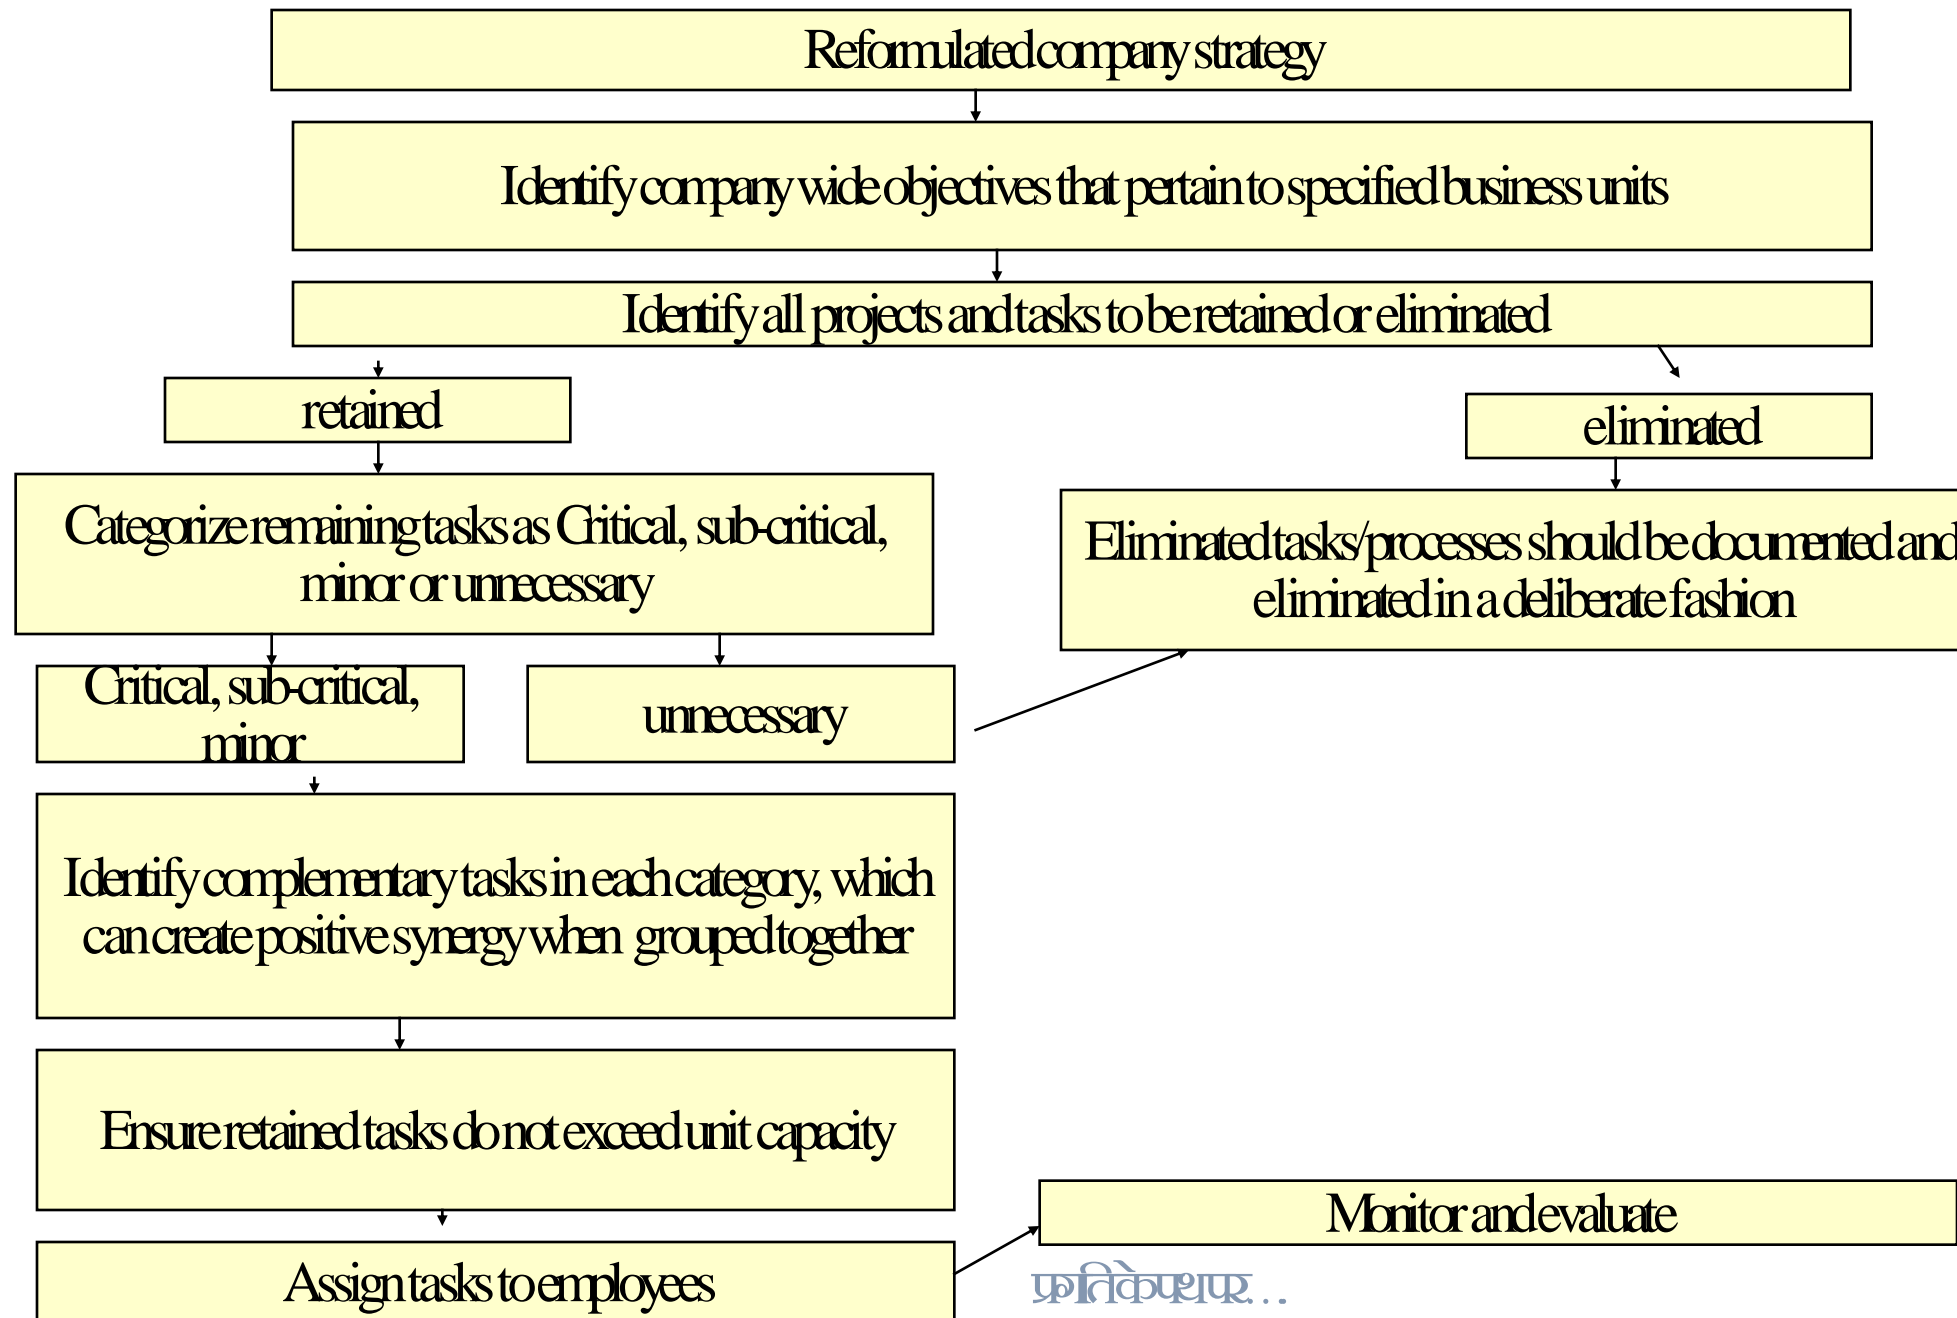 Reformulated company strategy
Identify company wide objectives that pertain to specified business units
Identify all projects and tasks to be retained or eliminated
retained
eliminated
Categorize remaining tasks as Critical, sub-critical,
minor or unnecessary
Eliminated tasks/processes should be documented and
eliminated in a deliberate fashion
Critical, sub-critical,
minor
unnecessary
Identify complementary tasks in each category, which
can create positive synergy when grouped together
Ensure retained tasks do not exceed unit capacity
Monitor and evaluate
Assign tasks to employees